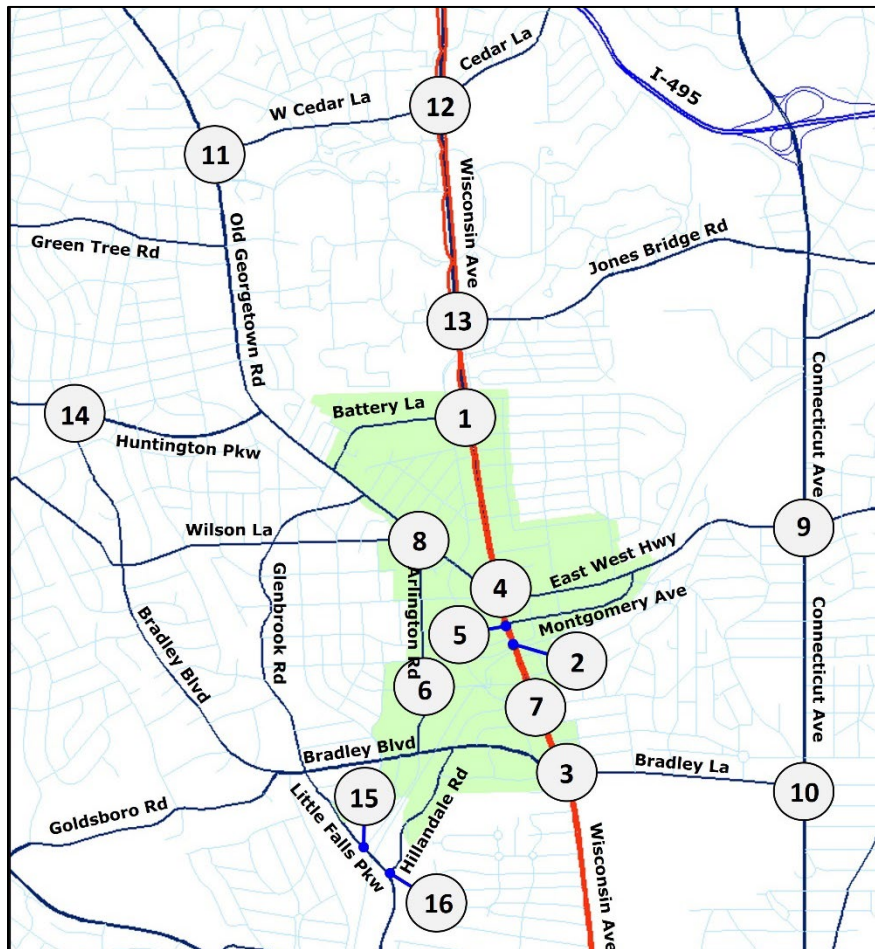 Cedar La
I-495
W Cedar La
12
11
Wisconsin Ave
Old Georgetown Rd
Green Tree Rd
Jones Bridge Rd
13
Connecticut Ave
14
Battery La
1
Huntington Pkw
Wilson La
8
9
East West Hwy
4
Arlington Rd
Glenbrook Rd
5
Montgomery Ave
2
Connecticut Ave
Bradley Blvd
6
7
Bradley Blvd
3
Bradley La
10
15
Goldsboro Rd
Little Falls Pkw
Hillandale Rd
Wisconsin Ave
16